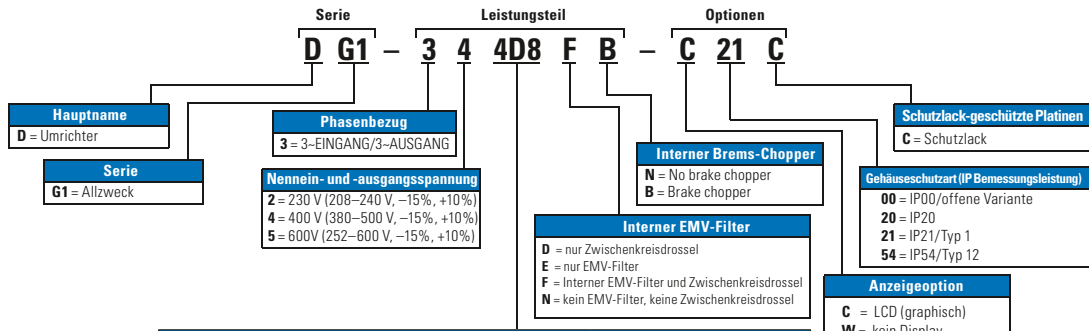 Serie Leistungsteil Optionen
D G1 – 3 4 4D8 F B – C 21 C
Hauptname
D = Umrichter
Serie
G1 = Allzweck
Phasenbezug
3 = 3~EINGANG/3~AUSGANG
Nennein- und -ausgangsspannung
2 = 230 V (208–240 V, –15%, +10%)
4 = 400 V (380–500 V, –15%, +10%)
5 = 600V (252–600 V, –15%, +10%)
Interner EMV-Filter
D = nur Zwischenkreisdrossel
E = nur EMV-Filter
F = Interner EMV-Filter und Zwischenkreisdrossel
N = kein EMV-Filter, keine Zwischenkreisdrossel
Interner Brems-Chopper
N = No brake chopper
B = Brake chopper
Schutzlack-geschützte Platinen
C = Schutzlack
Gehäuseschutzart (IP Bemessungsleistung)
00 = IP00/offene Variante
20 = IP20
21 = IP21/Typ 1
54 = IP54/Typ 12
Anzeigeoption
C = LCD (graphisch)
W = kein Display